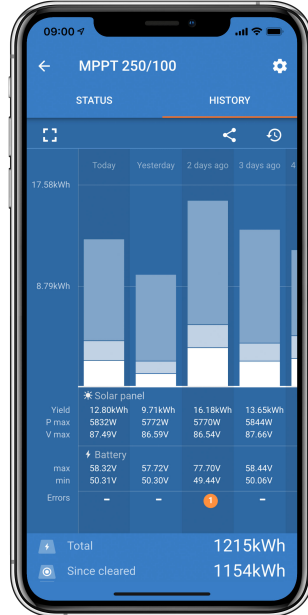 09:00
MPPT 250/100
STATUS HISTORY
Today Yesterday 2 days ago 3 days ago 4
17.58kWh
8.79kWh
Solar panel
Yield 12.80kWh 9.71kWh 16.18kWh 13.65kWh
P max 5832W 5772W 5770W 5844W
V max 87.49V 86.59V 86.54V 87.66V
Battery
max 58.32V 57.72V 77.70V 58.44V
min 50.31V 50.30V 49.44V 50.06V
Errors – – 1 –
Total 1215kWh
Since cleared 1154kWh